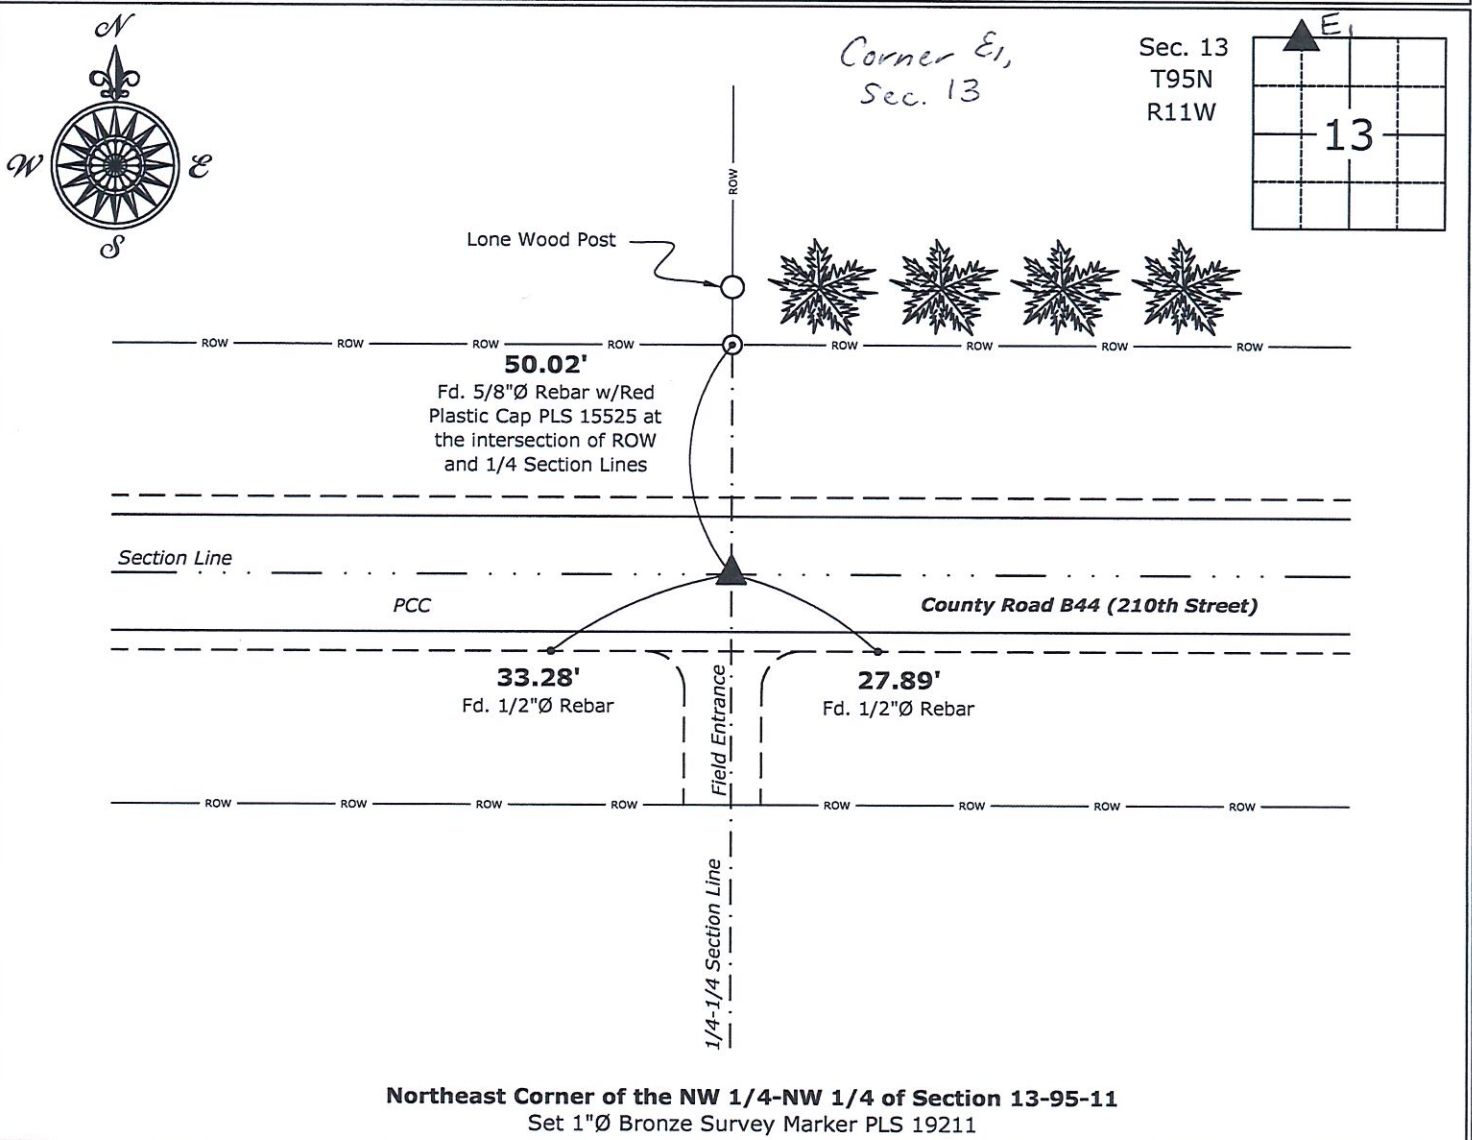 N
W
E
S
Corner E1,
Sec. 13
Sec. 13
T95N
R11W
E1
13
ROW
Lone Wood Post
ROW ROW ROW ROW ROW ROW ROW ROW
50.02'
Fd. 5/8"Ø Rebar w/Red
Plastic Cap PLS 15525 at
the intersection of ROW
and 1/4 Section Lines
Section Line
PCC
County Road B44 (210th Street)
33.28'
Fd. 1/2"Ø Rebar
27.89'
Fd. 1/2"Ø Rebar
Field Entrance
ROW ROW ROW ROW ROW ROW ROW ROW
1/4-1/4 Section Line
Northeast Corner of the NW 1/4-NW 1/4 of Section 13-95-11
Set 1"Ø Bronze Survey Marker PLS 19211